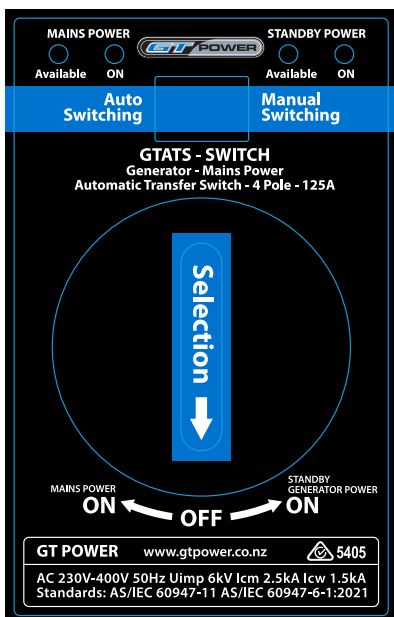 MAINS POWER
STANDBY POWER
GT POWER
Available ON
Available ON
Auto
Switching
Manual
Switching
GTATS - SWITCH
Generator - Mains Power
Automatic Transfer Switch - 4 Pole - 125A
Selection
MAINS POWER
ON
OFF
STANDBY
GENERATOR POWER
ON
GT POWER www.gtpower.co.nz 5405
AC 230V-400V 50Hz Uimp 6kV Icm 2.5kA Icw 1.5kA
Standards: AS/IEC 60947-11 AS/IEC 60947-6-1:2021